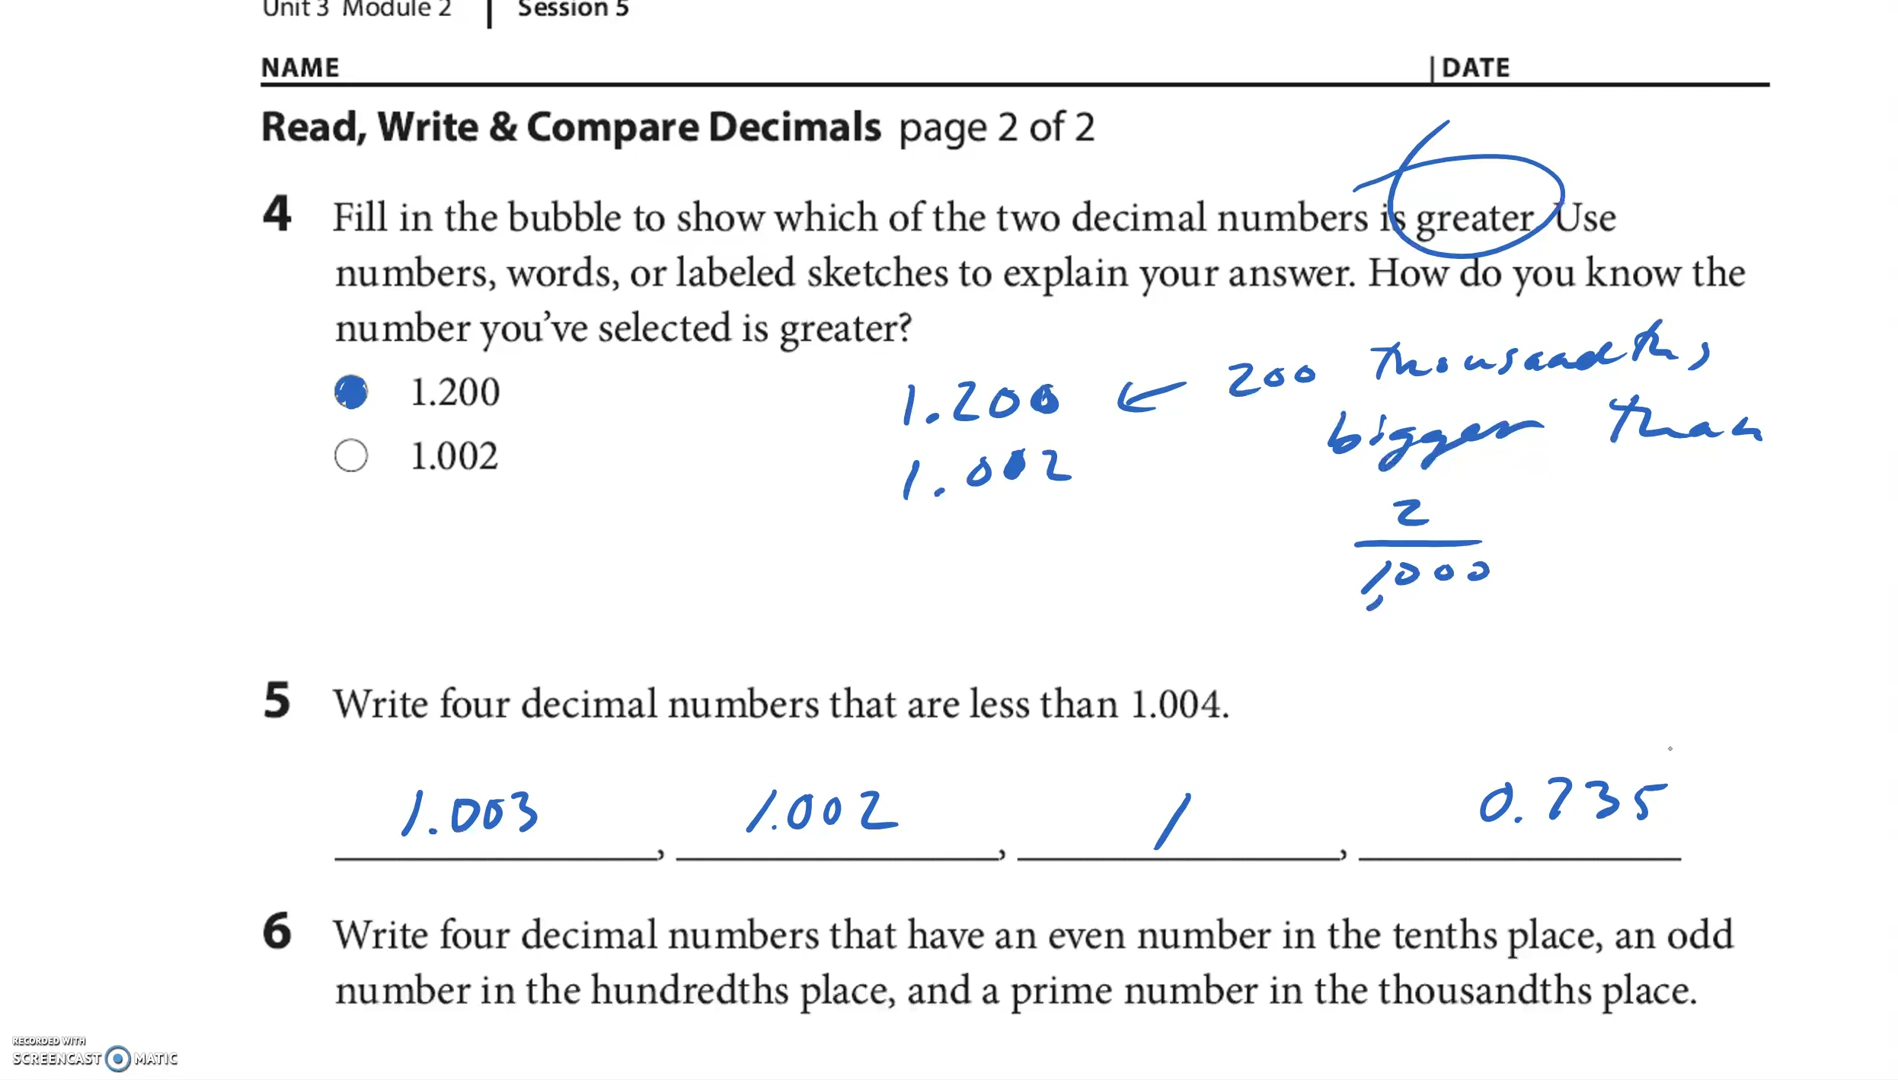 Unit 3 Module 2 | Session 5
NAME | DATE
Read, Write & Compare Decimals page 2 of 2
4 Fill in the bubble to show which of the two decimal numbers is greater. Use
numbers, words, or labeled sketches to explain your answer. How do you know the
number you've selected is greater?
1.200
1.002
1.200 ← 200 thousandths
bigger than
1.002
2
1,000
5 Write four decimal numbers that are less than 1.004.
1.003, 1.002, 1, 0.735
6 Write four decimal numbers that have an even number in the tenths place, an odd
number in the hundredths place, and a prime number in the thousandths place.
RECORDED WITH
SCREENCAST MATIC